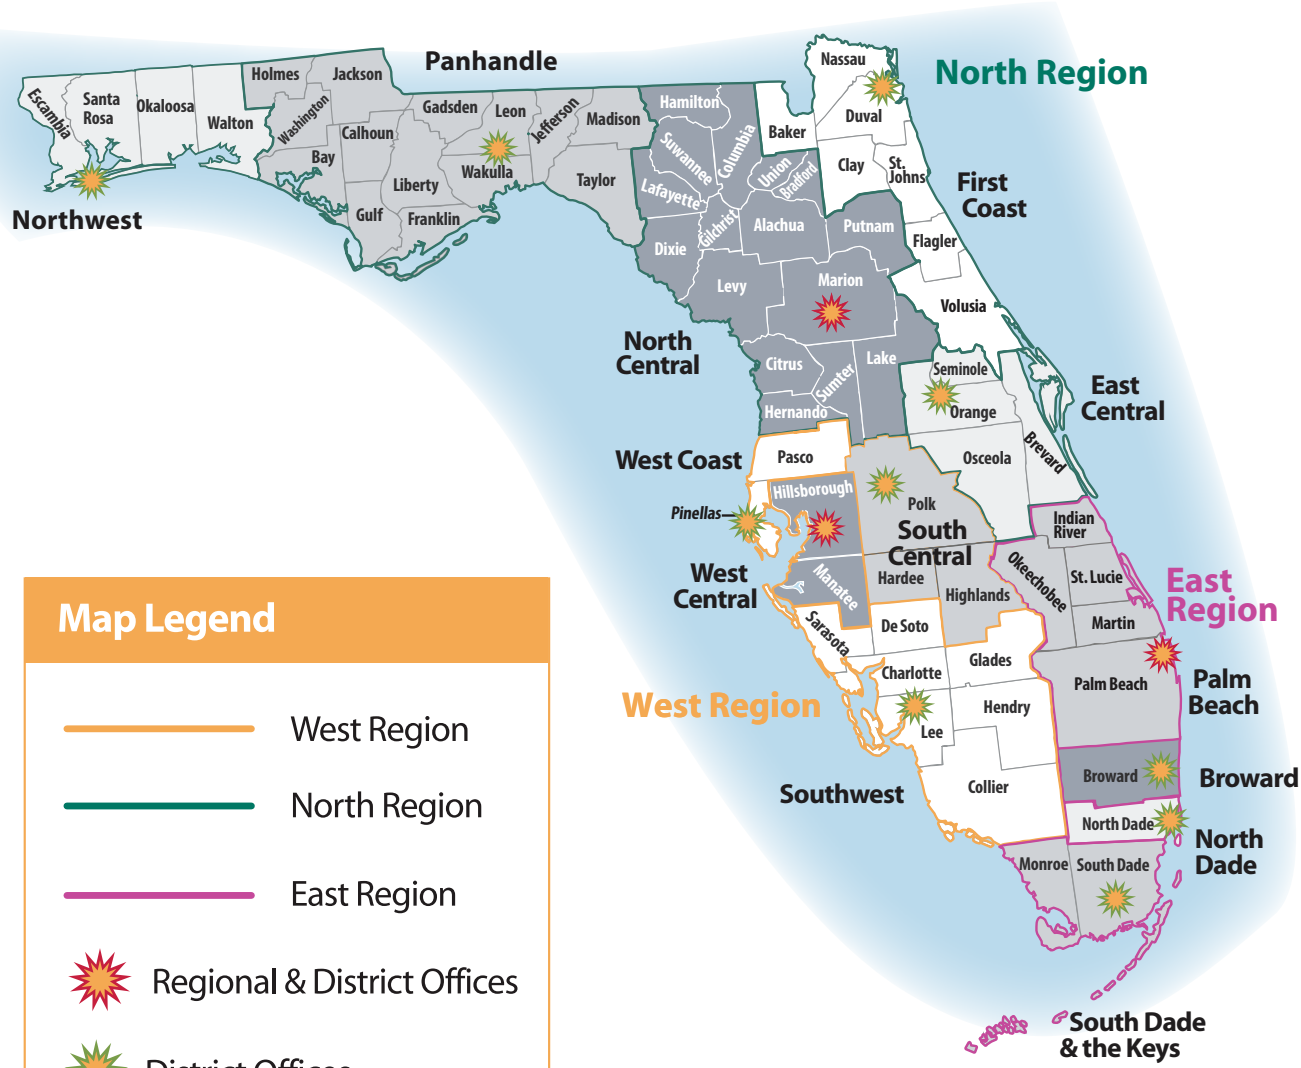 Panhandle
North Region
Nassau
Duval
Holmes
Jackson
Escambia
Santa
Rosa
Okaloosa
Walton
Washington
Gadsden
Leon
Jefferson
Madison
Hamilton
Columbia
Baker
Calhoun
Bay
Liberty
Wakulla
Taylor
Suwannee
Lafayette
Union
Bradford
Clay
St.
Johns
First
Coast
Northwest
Gulf
Franklin
Dixie
Gilchrist
Alachua
Putnam
Flagler
Levy
Marion
Volusia
North
Central
Citrus
Sumter
Lake
Seminole
Hernando
Orange
East
Central
West Coast
Pasco
Osceola
Brevard
Hillsborough
Pinellas
Polk
South
Central
Indian
River
West
Central
Manatee
Hardee
Highlands
Okeechobee
St. Lucie
East
Region
Martin
Sarasota
De Soto
Charlotte
Glades
Palm Beach
Palm
Beach
West Region
Hendry
Lee
Southwest
Collier
Broward
Broward
North Dade
North
Dade
Monroe
South Dade
South Dade
& the Keys
Map Legend
West Region
North Region
East Region
Regional & District Offices
District Offices